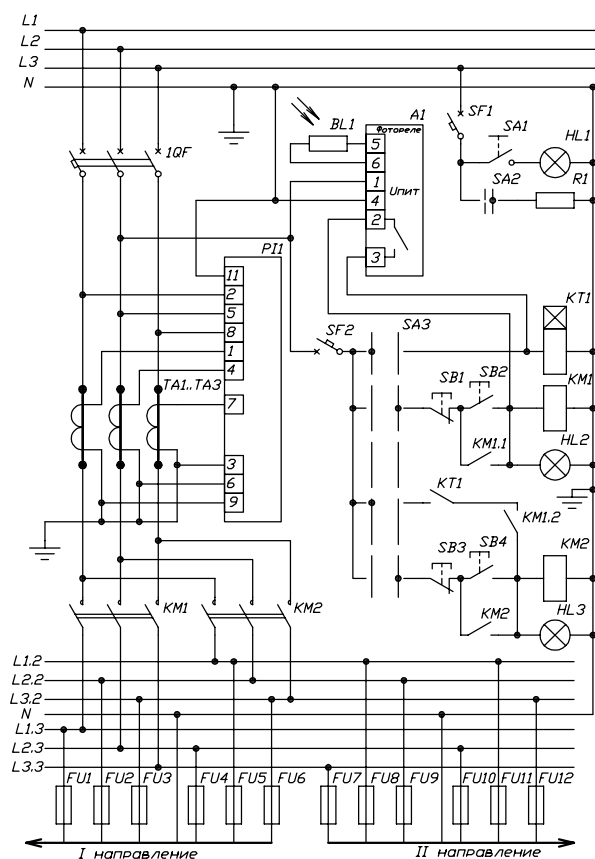 L1
L2
L3
N
1QF
BL1
A1
Фотореле
5
6
1
4
2
3
Uпит
SF1
SA1
HL1
SA2
R1
PI1
11
2
5
8
1
4
7
3
6
9
TA1..TA3
SF2
SA3
KT1
SB1
SB2
KM1
KM1.1
HL2
KT1
KM1.2
SB3
SB4
KM2
KM2
HL3
KM1
KM2
L1.2
L2.2
L3.2
N
L1.3
L2.3
L3.3
FU1
FU2
FU3
FU4
FU5
FU6
FU7
FU8
FU9
FU10
FU11
FU12
I направление
II направление